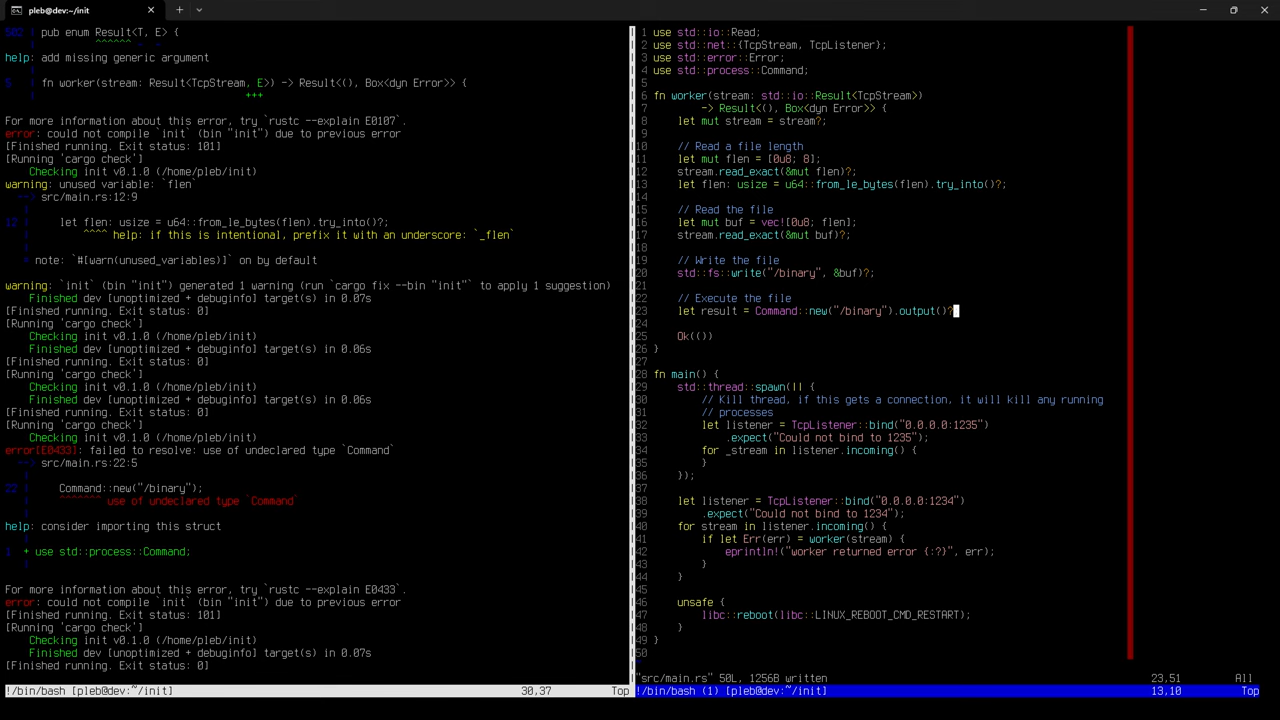 pleb@dev:~/init
502 | pub enum Result<T, E> {
^^^^^^
help: add missing generic argument
9 | fn worker(stream: Result<TcpStream, E>) -> Result<(), Box<dyn Error>> {
+++
For more information about this error, try `rustc --explain E0107`.
error: could not compile `init` (bin "init") due to previous error
[Finished running. Exit status: 101]
[Running 'cargo check']
Checking init v0.1.0 (/home/pleb/init)
warning: unused variable: `flen`
--> src/main.rs:12:9
12 | let flen: usize = u64::from_le_bytes(flen).try_into()?;
^^^^ help: if this is intentional, prefix it with an underscore: `_flen`
= note: `#[warn(unused_variables)]` on by default
warning: `init` (bin "init") generated 1 warning (run `cargo fix --bin "init"` to apply 1 suggestion)
Finished dev [unoptimized + debuginfo] target(s) in 0.07s
[Finished running. Exit status: 0]
[Running 'cargo check']
Checking init v0.1.0 (/home/pleb/init)
Finished dev [unoptimized + debuginfo] target(s) in 0.06s
[Finished running. Exit status: 0]
[Running 'cargo check']
Checking init v0.1.0 (/home/pleb/init)
Finished dev [unoptimized + debuginfo] target(s) in 0.06s
[Finished running. Exit status: 0]
[Running 'cargo check']
Checking init v0.1.0 (/home/pleb/init)
error[E0433]: failed to resolve: use of undeclared type `Command`
--> src/main.rs:22:5
22 | Command::new("/binary");
^^^^^^^ use of undeclared type `Command`
help: consider importing this struct
1 + use std::process::Command;
For more information about this error, try `rustc --explain E0433`.
error: could not compile `init` (bin "init") due to previous error
[Finished running. Exit status: 101]
[Running 'cargo check']
Checking init v0.1.0 (/home/pleb/init)
Finished dev [unoptimized + debuginfo] target(s) in 0.07s
[Finished running. Exit status: 0]
!/bin/bash [pleb@dev:~/init] 30,37 Top
1 use std::io::Read;
2 use std::net::{TcpStream, TcpListener};
3 use std::error::Error;
4 use std::process::Command;
5
6 fn worker(stream: std::io::Result<TcpStream>)
7 -> Result<(), Box<dyn Error>> {
8 let mut stream = stream?;
9
10 // Read a file length
11 let mut flen = [0u8; 8];
12 stream.read_exact(&mut flen)?;
13 let flen: usize = u64::from_le_bytes(flen).try_into()?;
14
15 // Read the file
16 let mut buf = vec![0u8; flen];
17 stream.read_exact(&mut buf)?;
18
19 // Write the file
20 std::fs::write("/binary", &buf)?;
21
22 // Execute the file
23 let result = Command::new("/binary").output()?
24
25 Ok(())
26 }
27
28 fn main() {
29 std::thread::spawn(|| {
30 // Kill thread, if this gets a connection, it will kill any running
31 // processes
32 let listener = TcpListener::bind("0.0.0.0:1235")
33 .expect("Could not bind to 1235");
34 for _stream in listener.incoming() {
35 }
36 });
37
38 let listener = TcpListener::bind("0.0.0.0:1234")
39 .expect("Could not bind to 1234");
40 for stream in listener.incoming() {
41 if let Err(err) = worker(stream) {
42 eprintln!("worker returned error {:?}", err);
43 }
44 }
45
46 unsafe {
47 libc::reboot(libc::LINUX_REBOOT_CMD_RESTART);
48 }
49 }
50
"src/main.rs" 50L, 1256B written 23,51 All
!/bin/bash (1) [pleb@dev:~/init] 13,10 Top